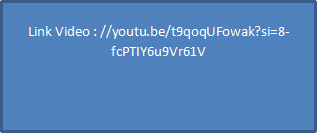 Link Video : //youtu.be/t9qoqUFowak?si=8-
fcPTIY6u9Vr61V